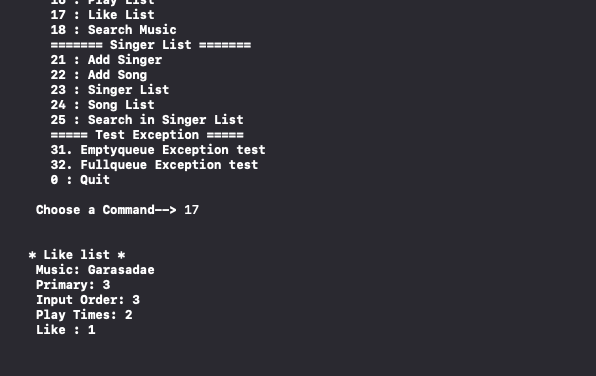 16 : Play List
17 : Like List
18 : Search Music
======= Singer List =======
21 : Add Singer
22 : Add Song
23 : Singer List
24 : Song List
25 : Search in Singer List
===== Test Exception =====
31. Emptyqueue Exception test
32. Fullqueue Exception test
0 : Quit
Choose a Command--> 17
* Like list *
Music: Garasadae
Primary: 3
Input Order: 3
Play Times: 2
Like : 1